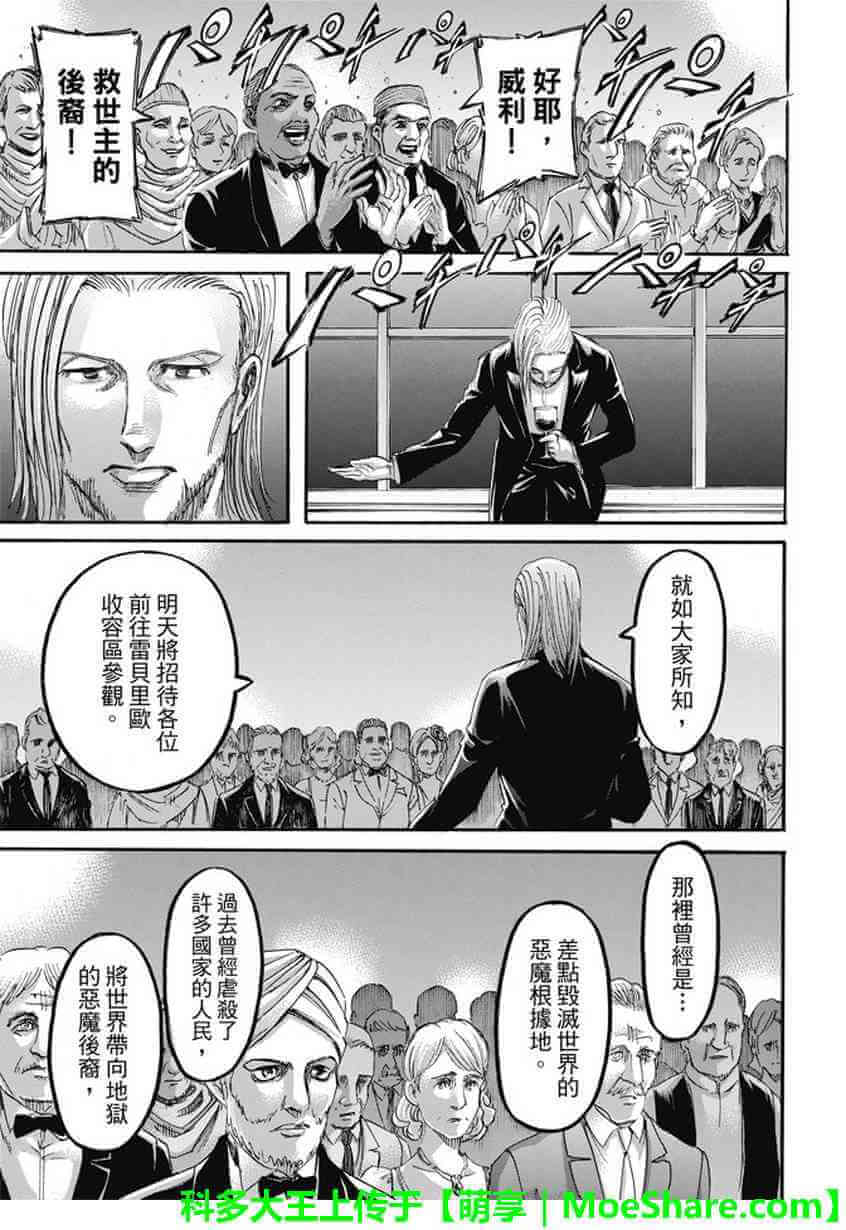 好耶，
威利！
救世主的
後裔！
パチ パチ パチ パチ パチ
パチ パチ パチ パチ
就如大家所知，
明天將招待各位
前往雷貝里歐
收容區參觀。
那裡曾經是…
差點毀滅世界的
惡魔根據地。
過去曾經虐殺了
許多國家的人民，
將世界帶向地獄
的惡魔後裔，
科多大王上传于【萌享｜MoeShare.com】